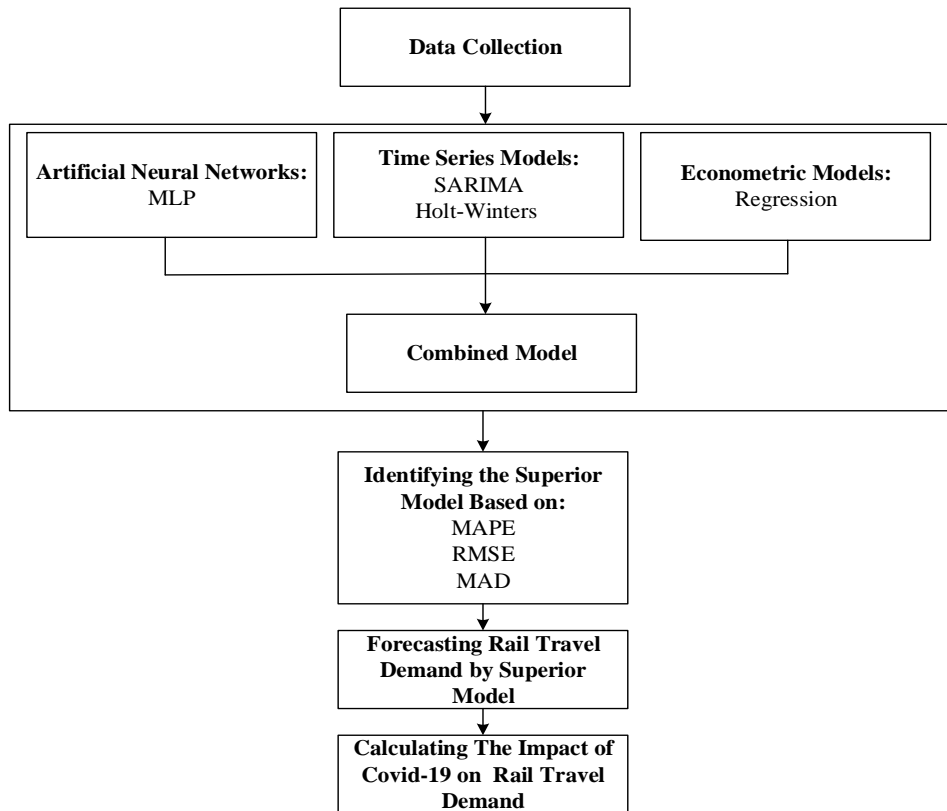 Data Collection
Artificial Neural Networks:
MLP
Time Series Models:
SARIMA
Holt-Winters
Econometric Models:
Regression
Combined Model
Identifying the Superior
Model Based on:
MAPE
RMSE
MAD
Forecasting Rail Travel
Demand by Superior
Model
Calculating The Impact of
Covid-19 on Rail Travel
Demand